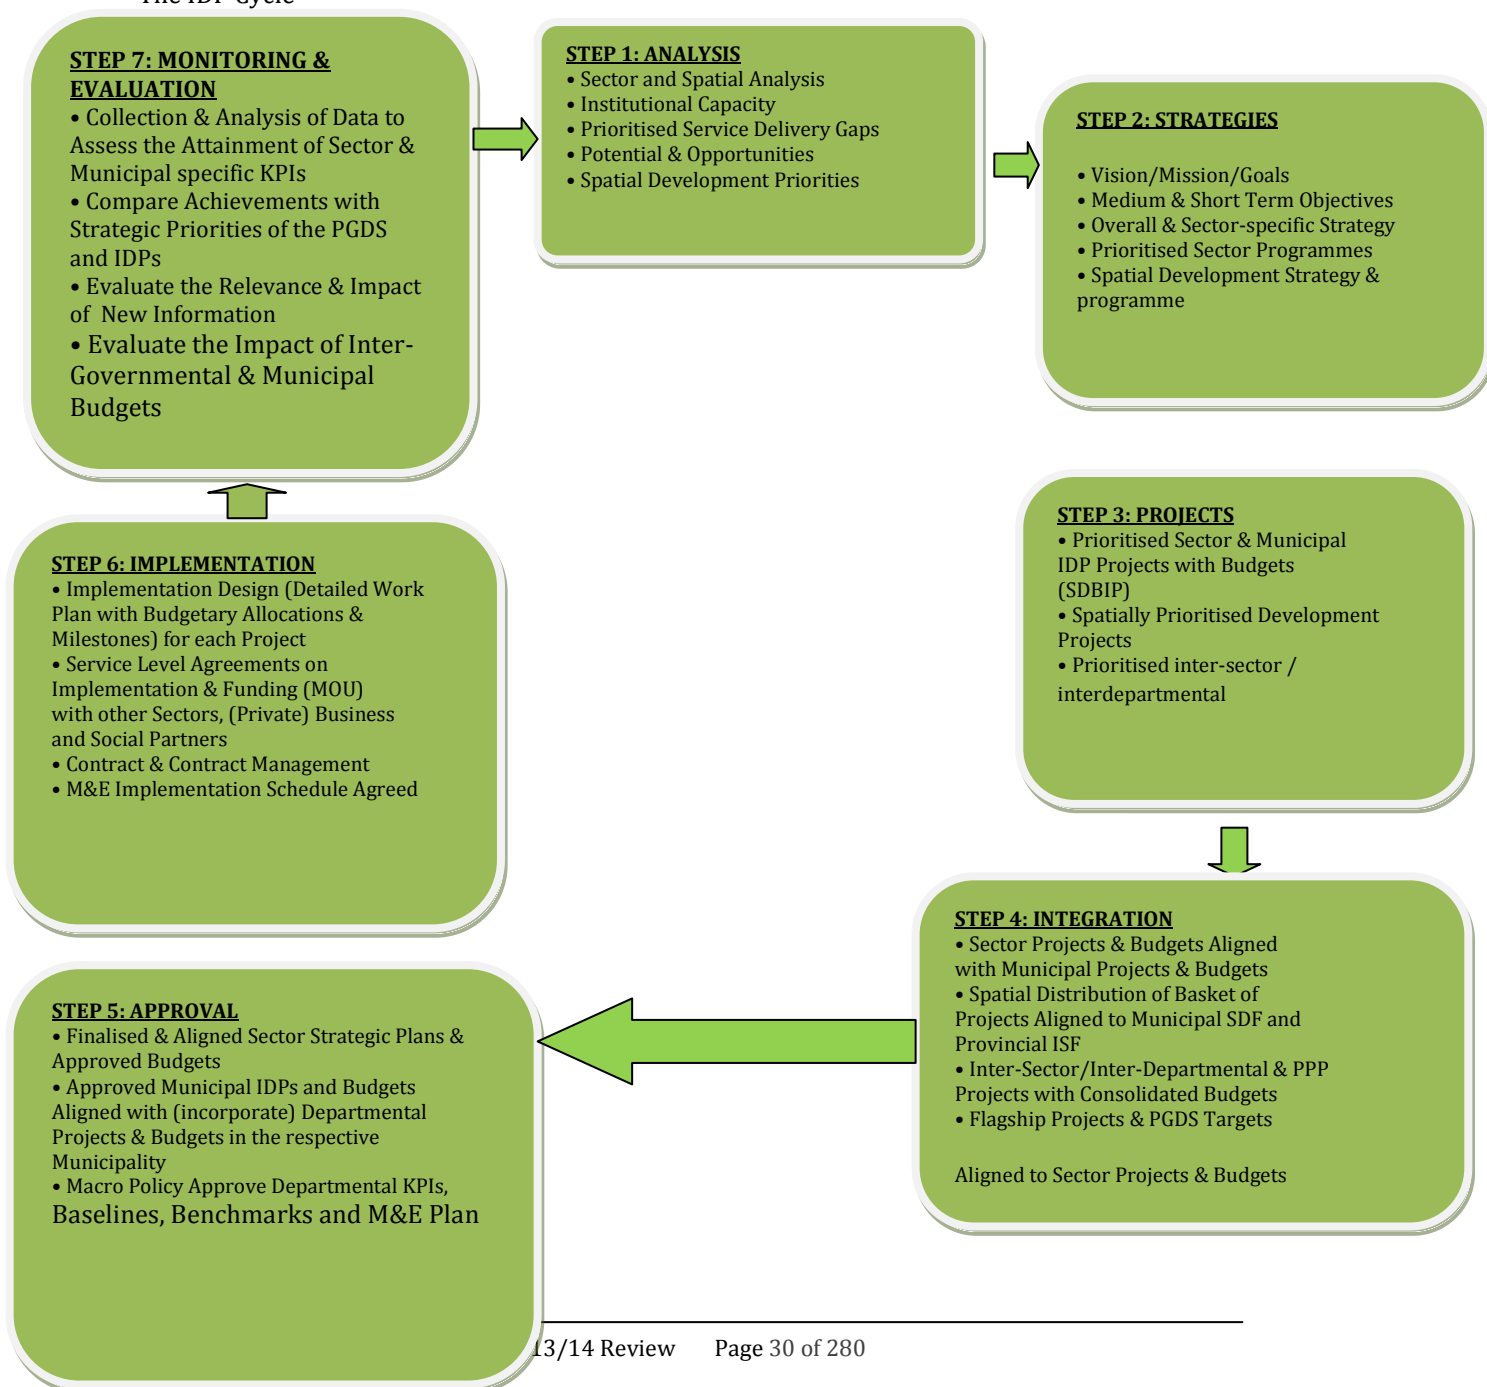 The IDP Cycle
STEP 7: MONITORING &
EVALUATION
• Collection & Analysis of Data to
Assess the Attainment of Sector &
Municipal specific KPIs
• Compare Achievements with
Strategic Priorities of the PGDS
and IDPs
• Evaluate the Relevance & Impact
of New Information
• Evaluate the Impact of Inter-
Governmental & Municipal
Budgets
STEP 1: ANALYSIS
• Sector and Spatial Analysis
• Institutional Capacity
• Prioritised Service Delivery Gaps
• Potential & Opportunities
• Spatial Development Priorities
STEP 2: STRATEGIES
• Vision/Mission/Goals
• Medium & Short Term Objectives
• Overall & Sector-specific Strategy
• Prioritised Sector Programmes
• Spatial Development Strategy &
programme
STEP 3: PROJECTS
• Prioritised Sector & Municipal
IDP Projects with Budgets
(SDBIP)
• Spatially Prioritised Development
Projects
• Prioritised inter-sector /
interdepartmental
STEP 6: IMPLEMENTATION
• Implementation Design (Detailed Work
Plan with Budgetary Allocations &
Milestones) for each Project
• Service Level Agreements on
Implementation & Funding (MOU)
with other Sectors, (Private) Business
and Social Partners
• Contract & Contract Management
• M&E Implementation Schedule Agreed
STEP 4: INTEGRATION
• Sector Projects & Budgets Aligned
with Municipal Projects & Budgets
• Spatial Distribution of Basket of
Projects Aligned to Municipal SDF and
Provincial ISF
• Inter-Sector/Inter-Departmental & PPP
Projects with Consolidated Budgets
• Flagship Projects & PGDS Targets
Aligned to Sector Projects & Budgets
STEP 5: APPROVAL
• Finalised & Aligned Sector Strategic Plans &
Approved Budgets
• Approved Municipal IDPs and Budgets
Aligned with (incorporate) Departmental
Projects & Budgets in the respective
Municipality
• Macro Policy Approve Departmental KPIs,
Baselines, Benchmarks and M&E Plan
13/14 Review Page 30 of 280